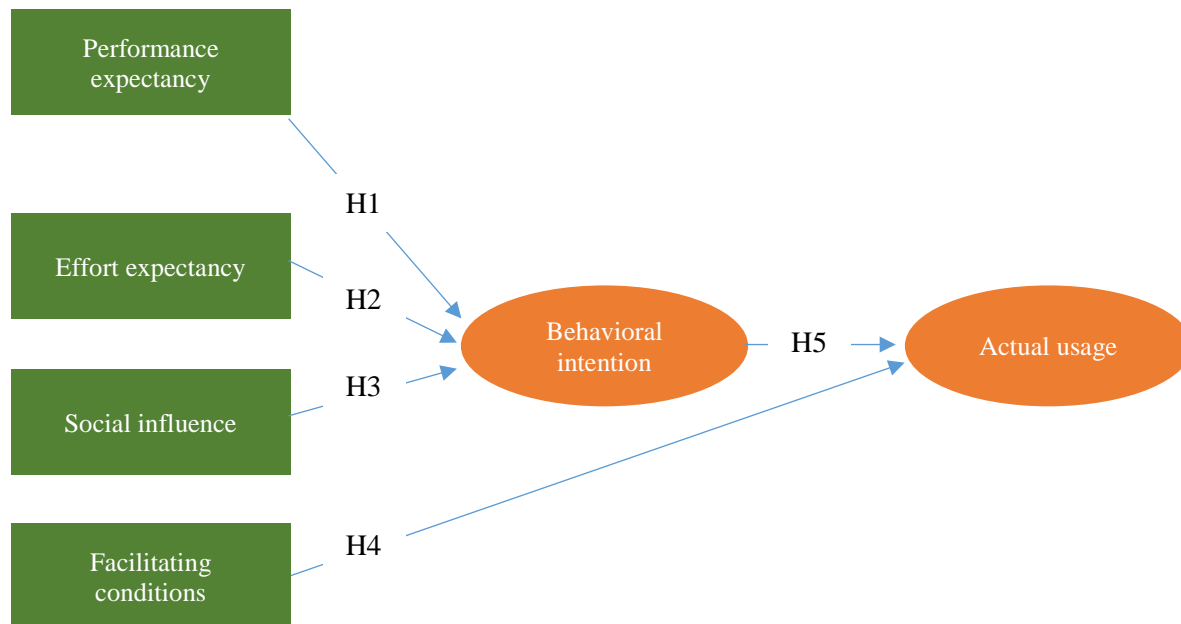 Performance
expectancy
H1
Effort expectancy
H2
Behavioral
intention
H5
Actual usage
H3
Social influence
H4
Facilitating
conditions